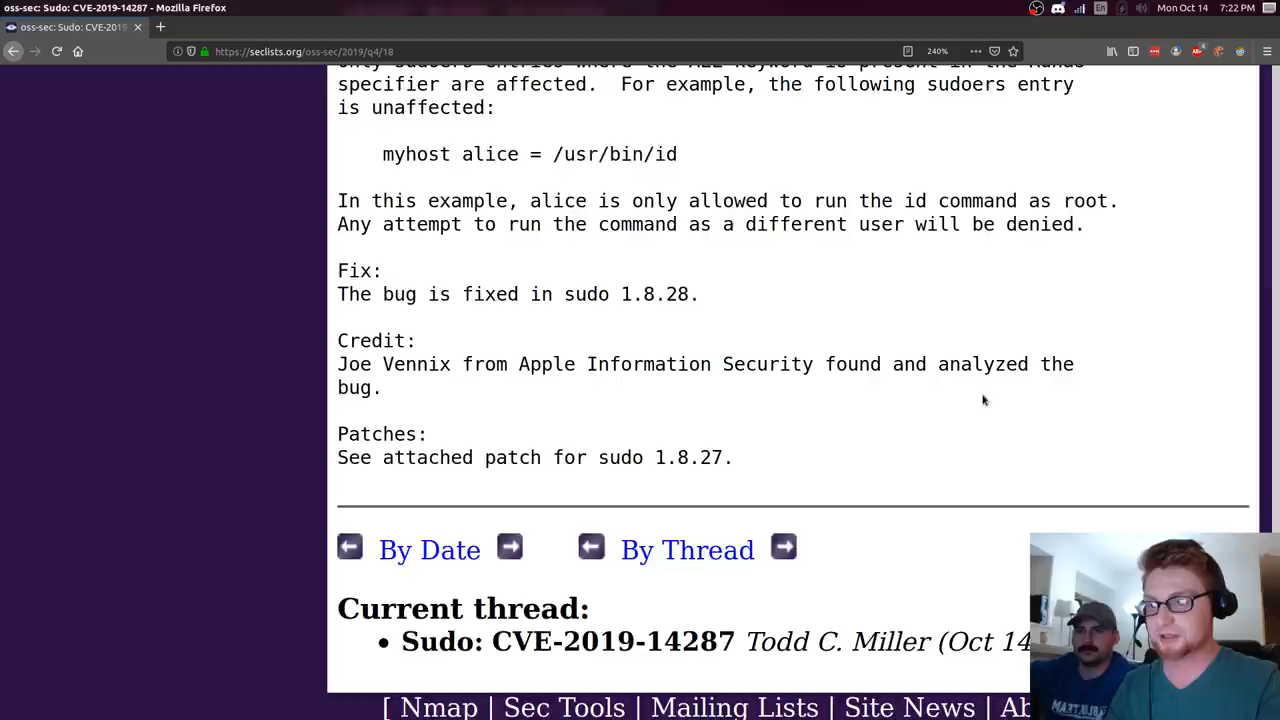 oss-sec: Sudo: CVE-2019-14287 - Mozilla Firefox
En
Mon Oct 14
7:22 PM
oss-sec: Sudo: CVE-2019-
https://seclists.org/oss-sec/2019/q4/18
240%
specifier are affected.  For example, the following sudoers entry
is unaffected:
myhost alice = /usr/bin/id
In this example, alice is only allowed to run the id command as root.
Any attempt to run the command as a different user will be denied.
Fix:
The bug is fixed in sudo 1.8.28.
Credit:
Joe Vennix from Apple Information Security found and analyzed the
bug.
Patches:
See attached patch for sudo 1.8.27.
By Date
By Thread
Current thread:
• Sudo: CVE-2019-14287 Todd C. Miller (Oct 14
[ Nmap | Sec Tools | Mailing Lists | Site News | Ab